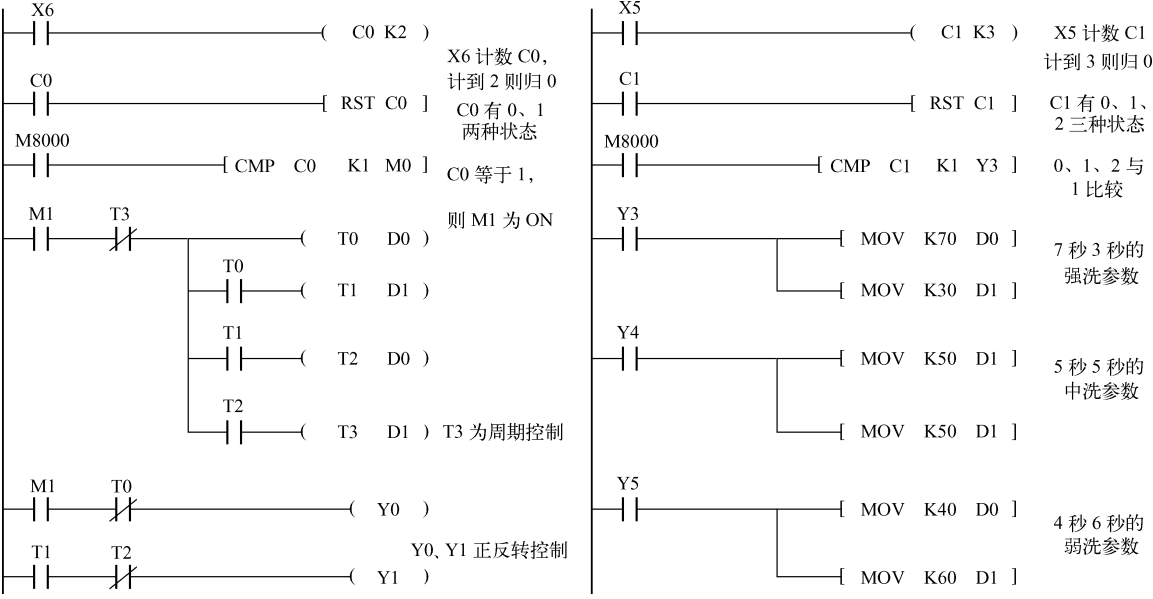 X6
( C0 K2 )
X6 计数 C0,
计到 2 则归 0
C0
[ RST C0 ]
C0 有 0、1
两种状态
M8000
[ CMP C0 K1 M0 ]
C0 等于 1,
则 M1 为 ON
M1 T3
( T0 D0 )
T0
( T1 D1 )
T1
( T2 D0 )
T2
( T3 D1 ) T3 为周期控制
M1 T0
( Y0 )
Y0、Y1 正反转控制
T1 T2
( Y1 )
X5
( C1 K3 ) X5 计数 C1
计到 3 则归 0
C1
[ RST C1 ] C1 有 0、1、
2 三种状态
M8000
[ CMP C1 K1 Y3 ] 0、1、2 与
1 比较
Y3
[ MOV K70 D0 ]
7 秒 3 秒的
强洗参数
[ MOV K30 D1 ]
Y4
[ MOV K50 D1 ]
5 秒 5 秒的
中洗参数
[ MOV K50 D1 ]
Y5
[ MOV K40 D0 ]
4 秒 6 秒的
弱洗参数
[ MOV K60 D1 ]